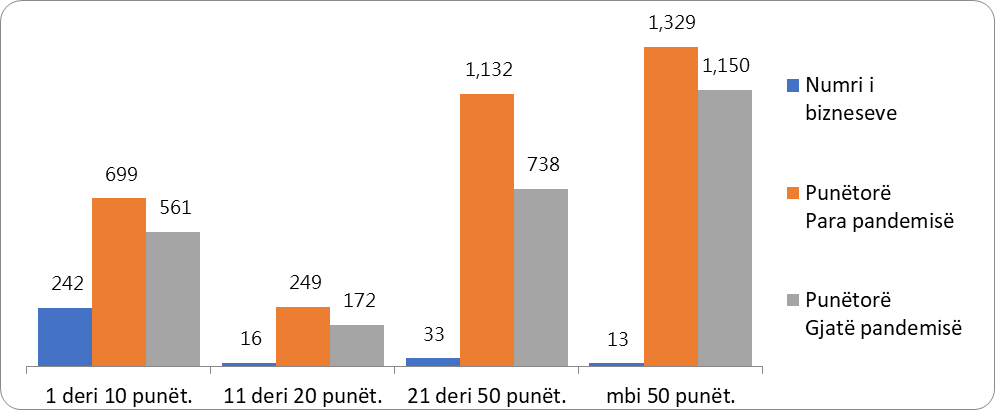 1,329
1,132
1,150
699
738
561
242
249
172
16
33
13
1 deri 10 punët.
11 deri 20 punët.
21 deri 50 punët.
mbi 50 punët.
Numri i
bizneseve
Punëtorë
Para pandemisë
Punëtorë
Gjatë pandemisë